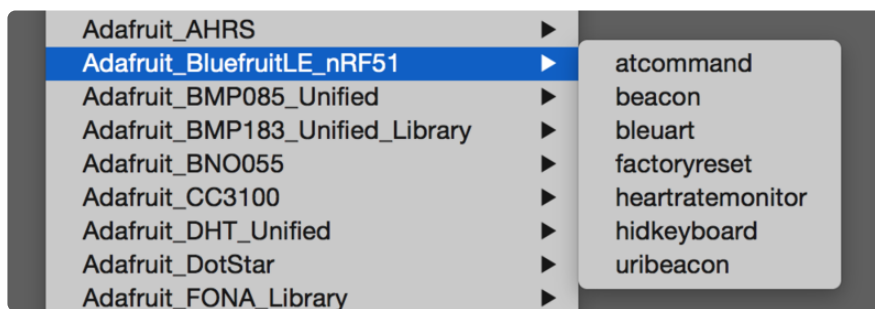 Adafruit_AHRS
Adafruit_BluefruitLE_nRF51
Adafruit_BMP085_Unified
Adafruit_BMP183_Unified_Library
Adafruit_BNO055
Adafruit_CC3100
Adafruit_DHT_Unified
Adafruit_DotStar
Adafruit_FONA_Library
atcommand
beacon
bleuart
factoryreset
heartratemonitor
hidkeyboard
uribeacon